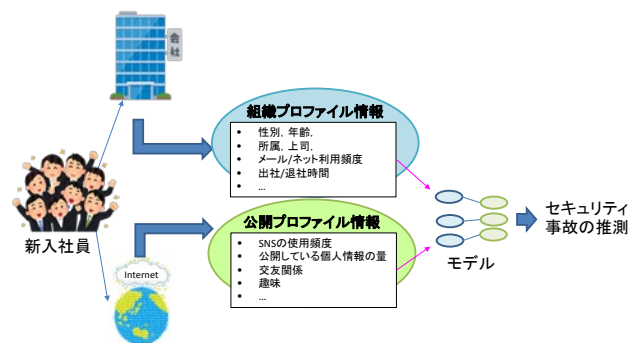 会社
組織プロファイル情報
• 性別, 年齢,
• 所属, 上司,
• メール/ネット利用頻度
• 出社/退社時間
• …
新入社員
公開プロファイル情報
• SNSの使用頻度
• 公開している個人情報の量
• 交友関係
• 趣味
• …
Internet
モデル
セキュリティ
事故の推測